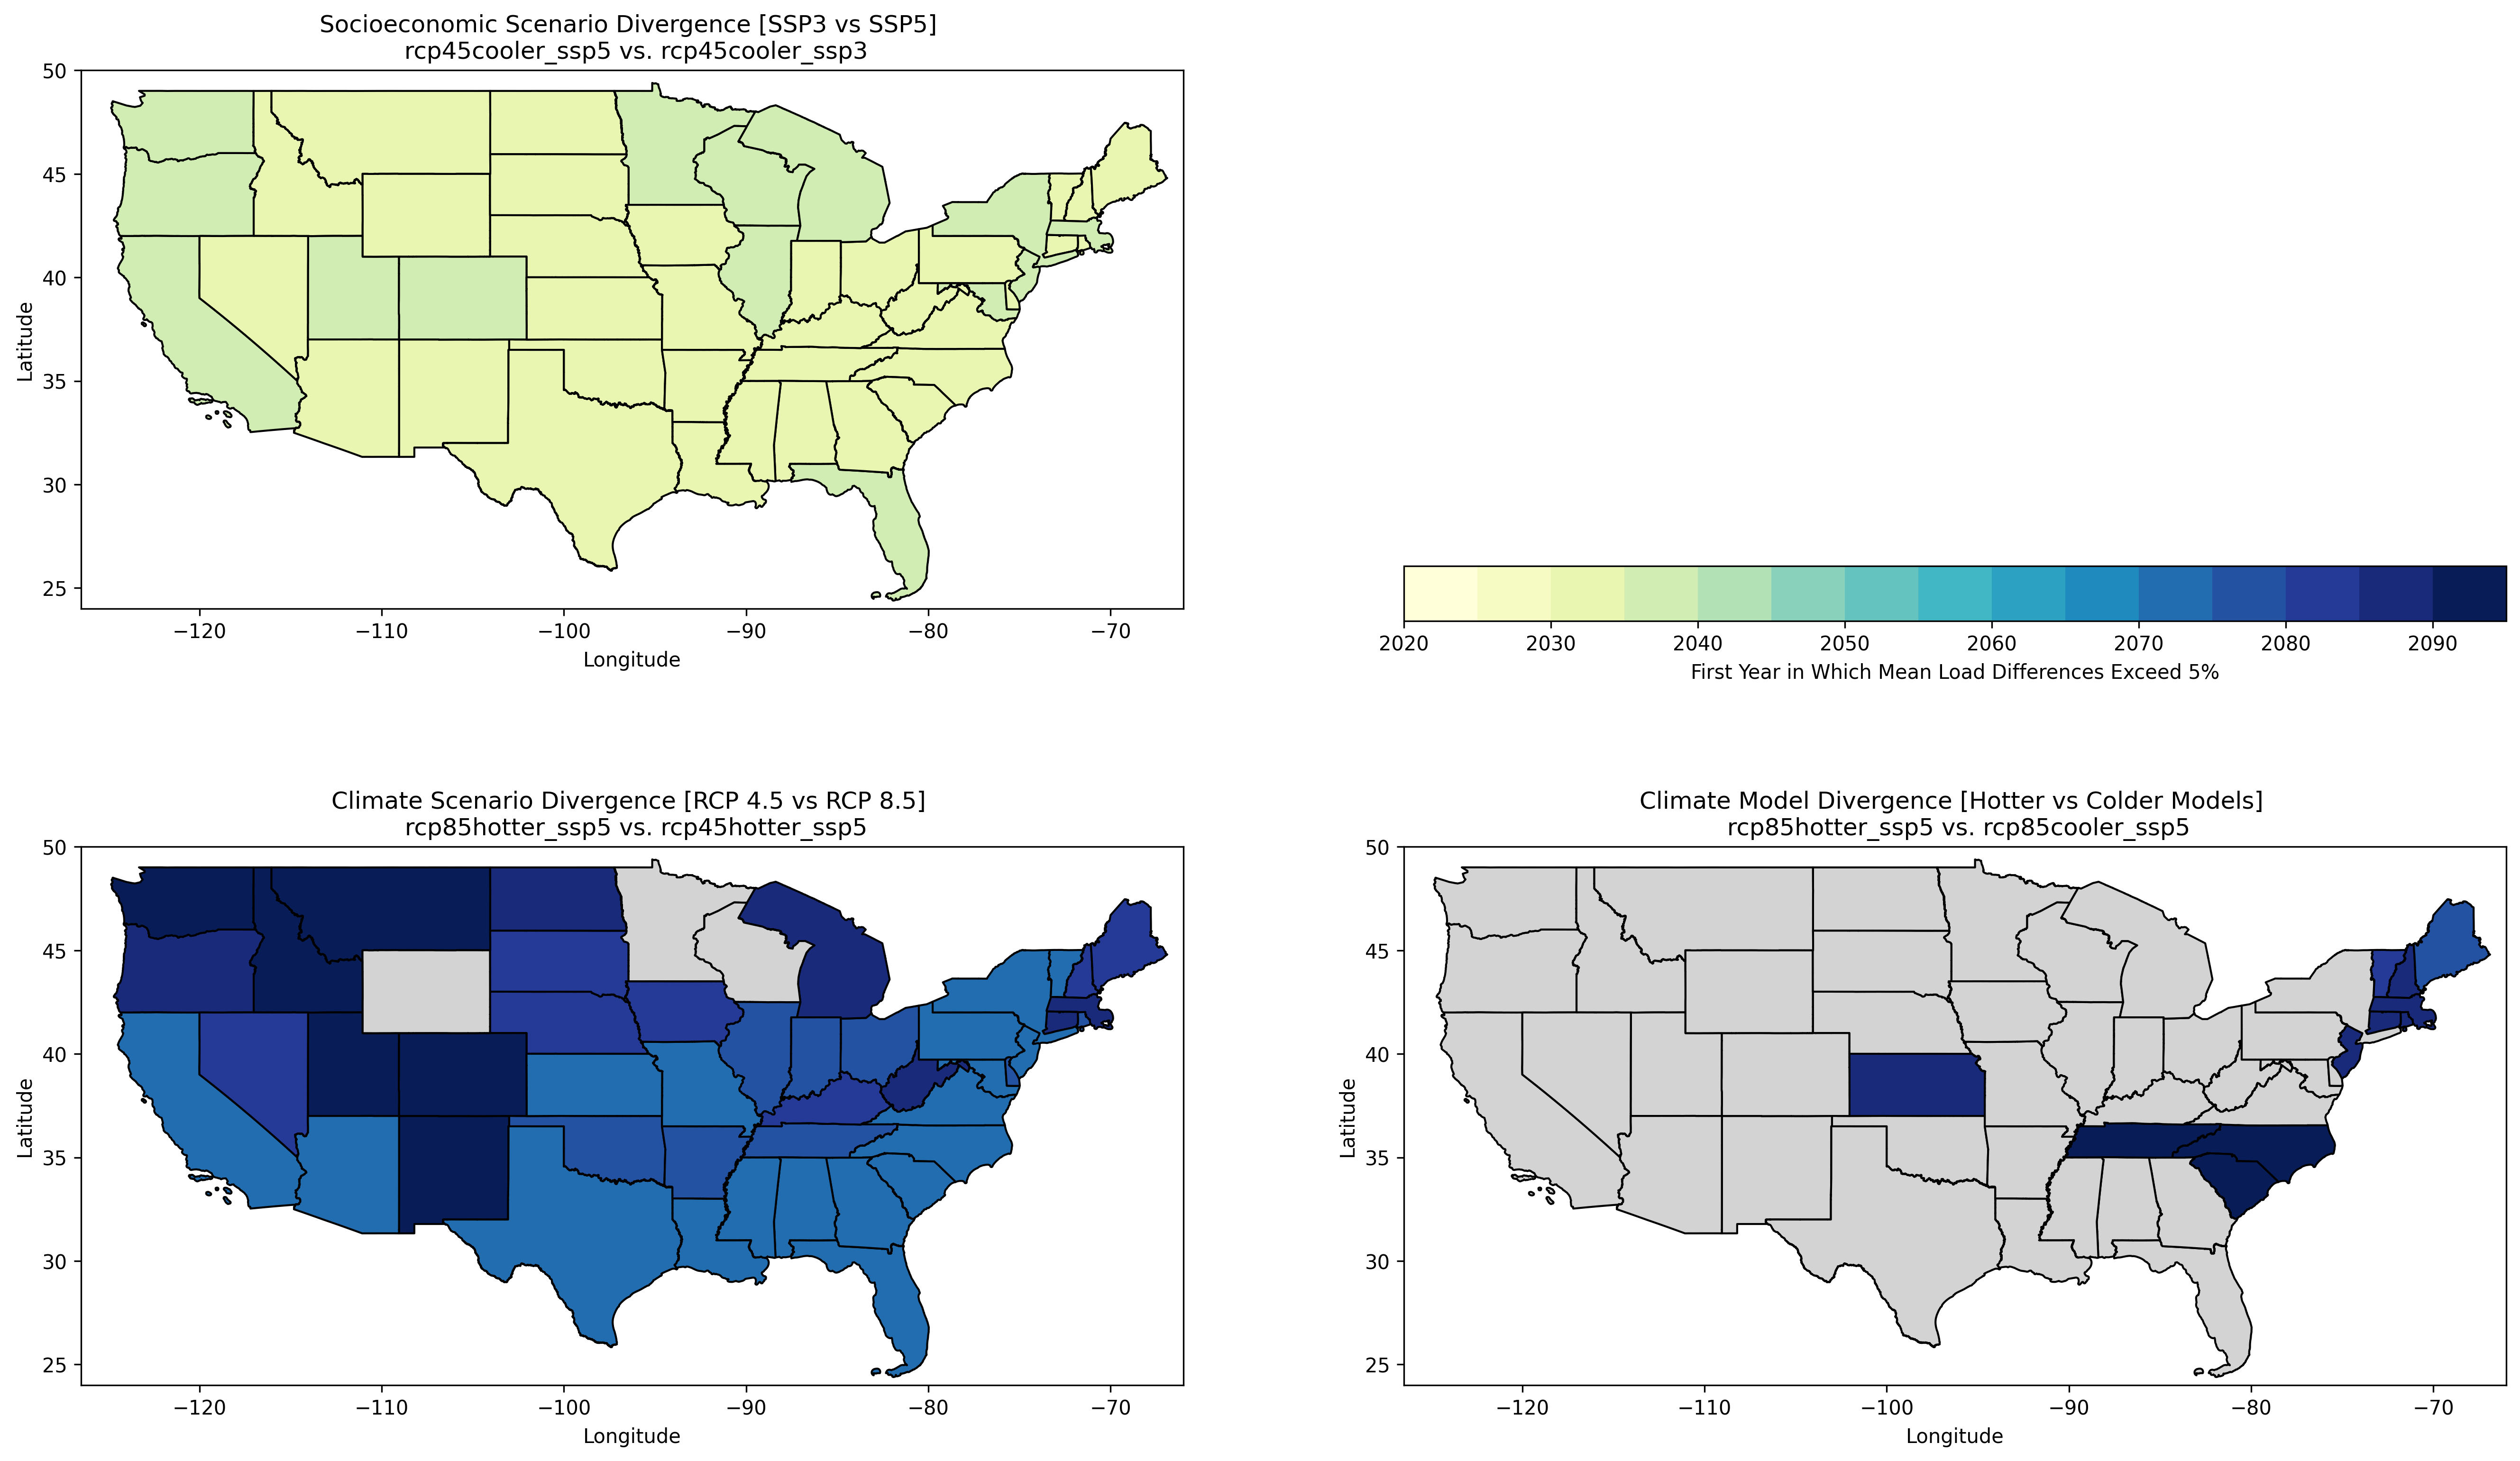 Socioeconomic Scenario Divergence [SSP3 vs SSP5]
rcp45cooler_ssp5 vs. rcp45cooler_ssp3
50
45
40
35
30
25
Latitude
−120 −110 −100 −90 −80 −70
Longitude
2020 2030 2040 2050 2060 2070 2080 2090
First Year in Which Mean Load Differences Exceed 5%
Climate Scenario Divergence [RCP 4.5 vs RCP 8.5]
rcp85hotter_ssp5 vs. rcp45hotter_ssp5
50
45
40
35
30
25
Latitude
−120 −110 −100 −90 −80 −70
Longitude
Climate Model Divergence [Hotter vs Colder Models]
rcp85hotter_ssp5 vs. rcp85cooler_ssp5
50
45
40
35
30
25
Latitude
−120 −110 −100 −90 −80 −70
Longitude